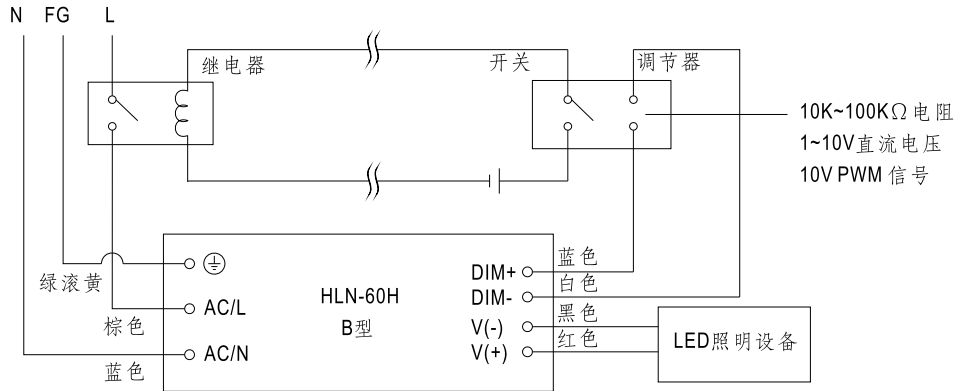 N FG L
继电器
开关
调节器
10K~100KΩ电阻
1~10V直流电压
10V PWM 信号
绿滚黄
AC/L
棕色
AC/N
蓝色
HLN-60H
B型
DIM+
蓝色
DIM-
白色
V(-)
黑色
V(+)
红色
LED照明设备